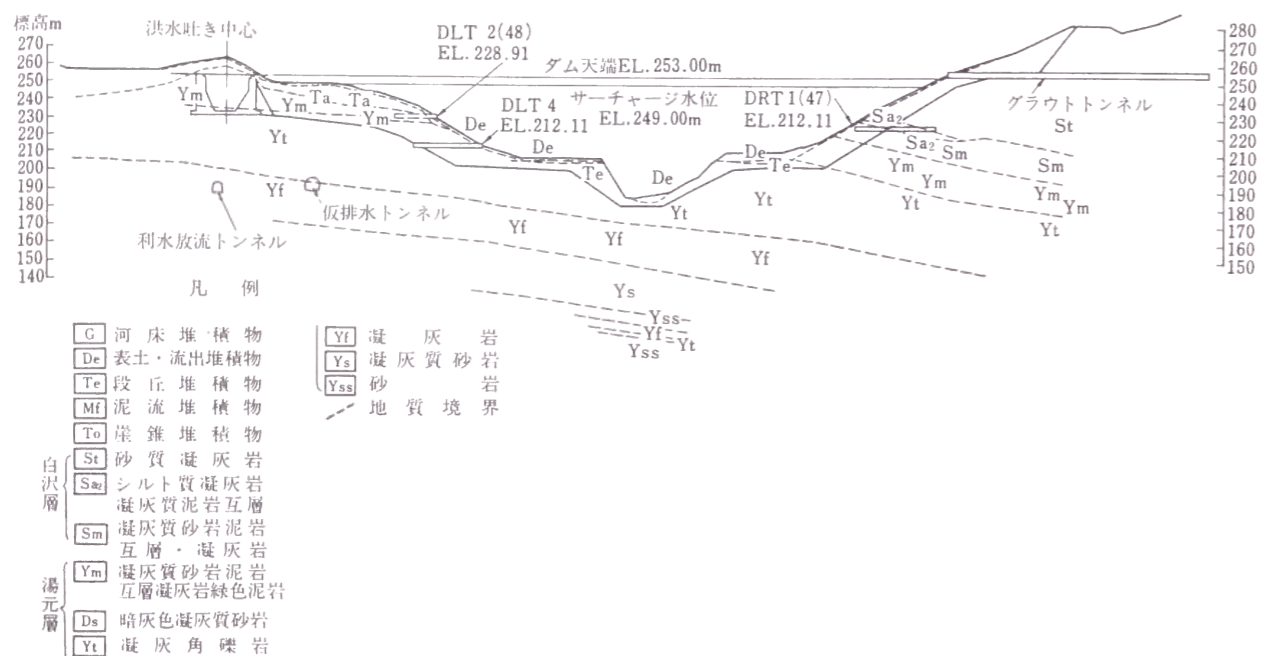 標高m
270
260
250
240
230
220
210
200
190
180
170
160
150
140
洪水吐き中心
DLT 2(48)
EL.228.91
ダム天端EL.253.00m
DLT 4
EL.212.11
サーチャージ水位
EL.249.00m
DRT 1(47)
EL.212.11
グラウトトンネル
280
280
270
260
250
240
230
220
210
200
190
180
170
160
150
Ym
Ym
Ta
Ta
Ym
Yt
De
De
Te
De
De
Te
Yt
Yt
Sa₂
Sa₂
Sm
St
Sm
Ym
Ym
Ym
Ym
Yt
Yt
Yf
Yf
Yf
Yf
Ys
Yss
Yf
Yt
Yss
仮排水トンネル
利水放流トンネル
凡例
G 河床堆積物
De 表土・流出堆積物
Te 段丘堆積物
Mf 泥流堆積物
To 崖錐堆積物
白沢層
St 砂質凝灰岩
Sa₂ シルト質凝灰岩
凝灰質泥岩互層
Sm 凝灰質砂岩泥岩
互層・凝灰岩
湯元層
Ym 凝灰質砂岩泥岩
互層凝灰岩緑色泥岩
Ds 暗灰色凝灰質砂岩
Yt 凝灰角礫岩
Yf 凝灰岩
Ys 凝灰質砂岩
Yss 砂岩
地質境界